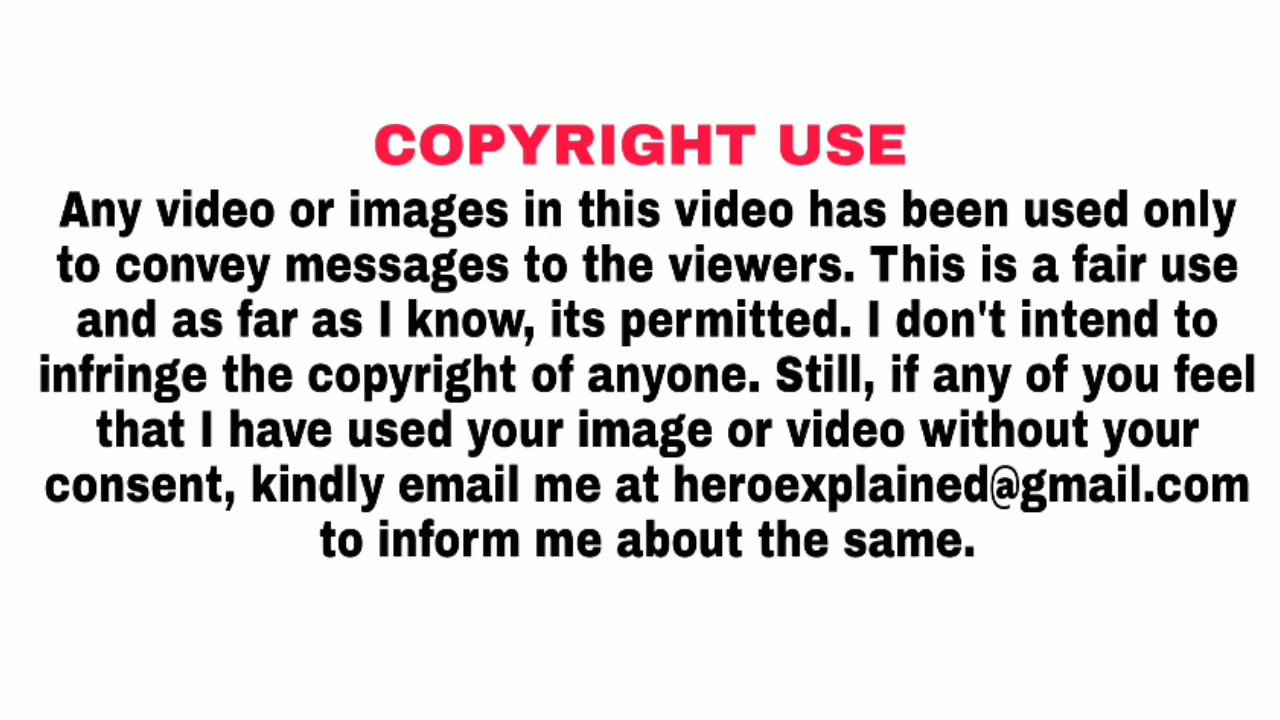 COPYRIGHT USE
Any video or images in this video has been used only
to convey messages to the viewers. This is a fair use
and as far as I know, its permitted. I don't intend to
infringe the copyright of anyone. Still, if any of you feel
that I have used your image or video without your
consent, kindly email me at heroexplained@gmail.com
to inform me about the same.